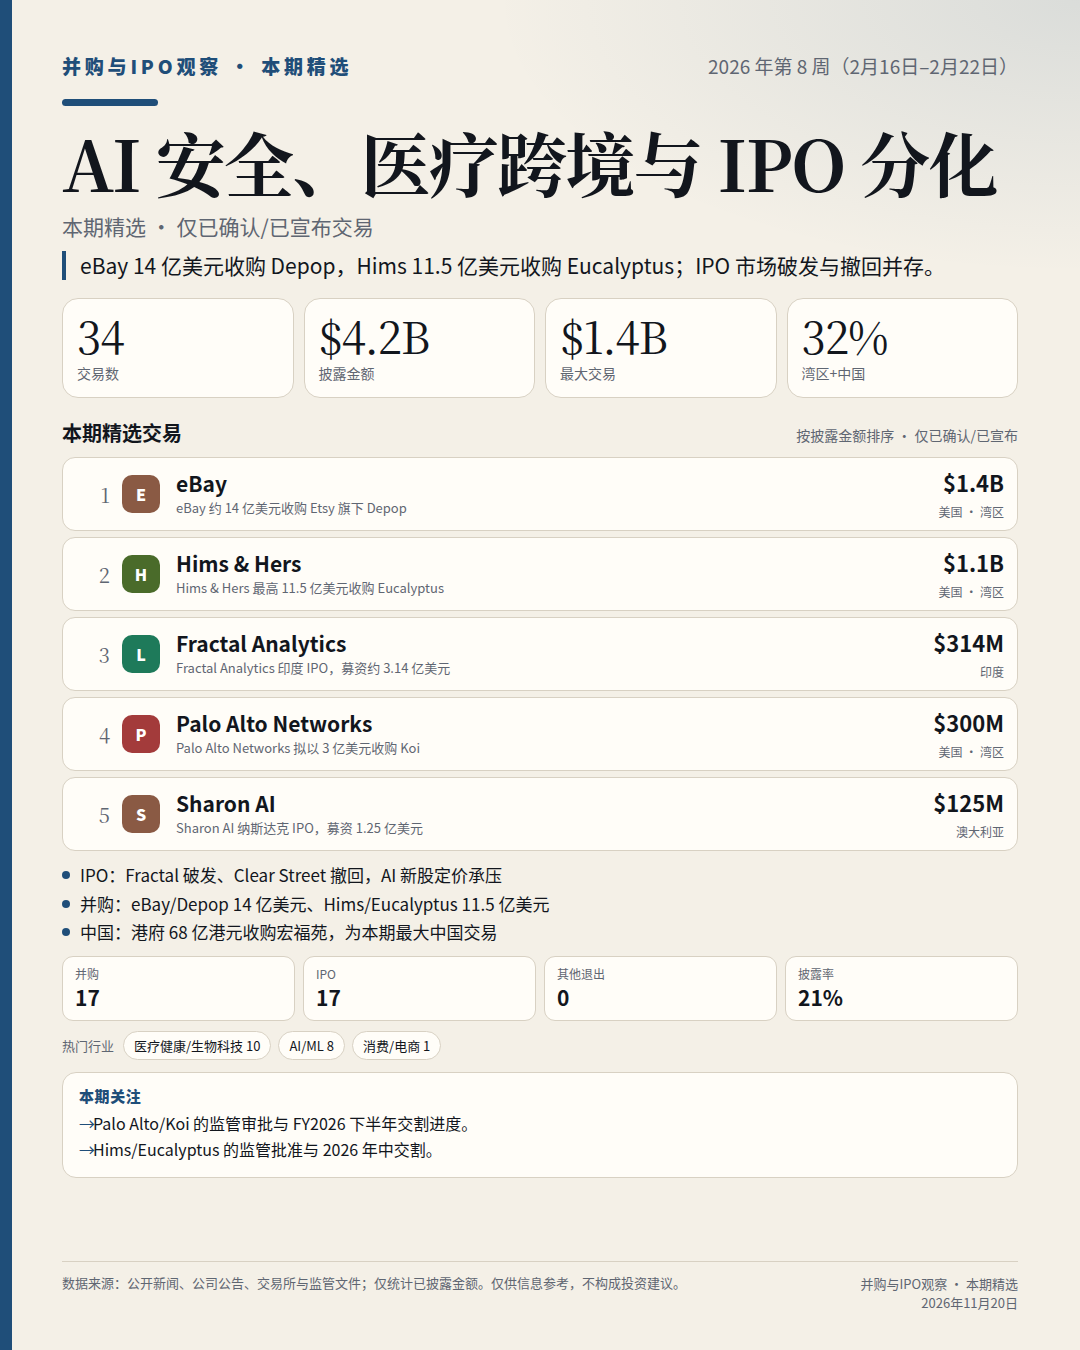 并购与IPO观察 · 本期精选
2026 年第 8 周（2月16日–2月22日）
AI 安全、医疗跨境与 IPO 分化
本期精选 · 仅已确认/已宣布交易
eBay 14 亿美元收购 Depop，Hims 11.5 亿美元收购 Eucalyptus；IPO 市场破发与撤回并存。
34
交易数
$4.2B
披露金额
$1.4B
最大交易
32%
湾区+中国
本期精选交易
按披露金额排序 · 仅已确认/已宣布
1
E
eBay
eBay 约 14 亿美元收购 Etsy 旗下 Depop
$1.4B
美国 · 湾区
2
H
Hims & Hers
Hims & Hers 最高 11.5 亿美元收购 Eucalyptus
$1.1B
美国 · 湾区
3
L
Fractal Analytics
Fractal Analytics 印度 IPO，募资约 3.14 亿美元
$314M
印度
4
P
Palo Alto Networks
Palo Alto Networks 拟以 3 亿美元收购 Koi
$300M
美国 · 湾区
5
S
Sharon AI
Sharon AI 纳斯达克 IPO，募资 1.25 亿美元
$125M
澳大利亚
IPO：Fractal 破发、Clear Street 撤回，AI 新股定价承压
并购：eBay/Depop 14 亿美元、Hims/Eucalyptus 11.5 亿美元
中国：港府 68 亿港元收购宏福苑，为本期最大中国交易
并购
17
IPO
17
其他退出
0
披露率
21%
热门行业 医疗健康/生物科技 10 AI/ML 8 消费/电商 1
本期关注
→Palo Alto/Koi 的监管审批与 FY2026 下半年交割进度。
→Hims/Eucalyptus 的监管批准与 2026 年中交割。
数据来源：公开新闻、公司公告、交易所与监管文件；仅统计已披露金额。仅供信息参考，不构成投资建议。
并购与IPO观察 · 本期精选
2026年11月20日